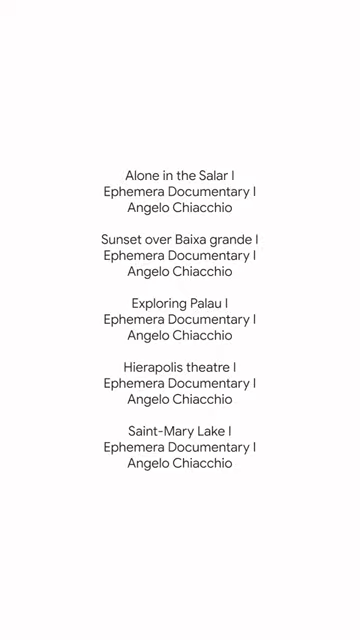 Alone in the Salar |
Ephemera Documentary |
Angelo Chiacchio
Sunset over Baixa grande |
Ephemera Documentary |
Angelo Chiacchio
Exploring Palau |
Ephemera Documentary |
Angelo Chiacchio
Hierapolis theatre |
Ephemera Documentary |
Angelo Chiacchio
Saint-Mary Lake |
Ephemera Documentary |
Angelo Chiacchio